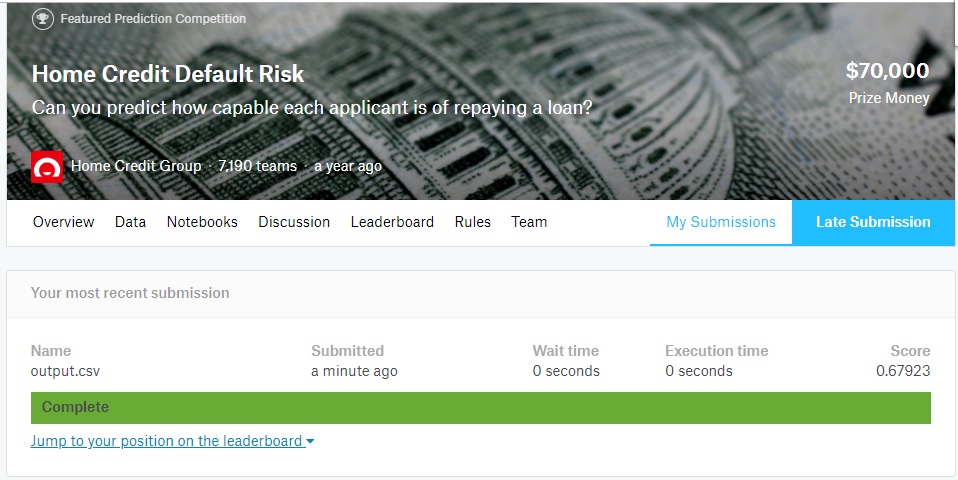 Featured Prediction Competition
Home Credit Default Risk
Can you predict how capable each applicant is of repaying a loan?
$70,000
Prize Money
Home Credit Group · 7,190 teams · a year ago
Overview Data Notebooks Discussion Leaderboard Rules Team My Submissions Late Submission
Your most recent submission
Name Submitted Wait time Execution time Score
output.csv a minute ago 0 seconds 0 seconds 0.67923
Complete
Jump to your position on the leaderboard